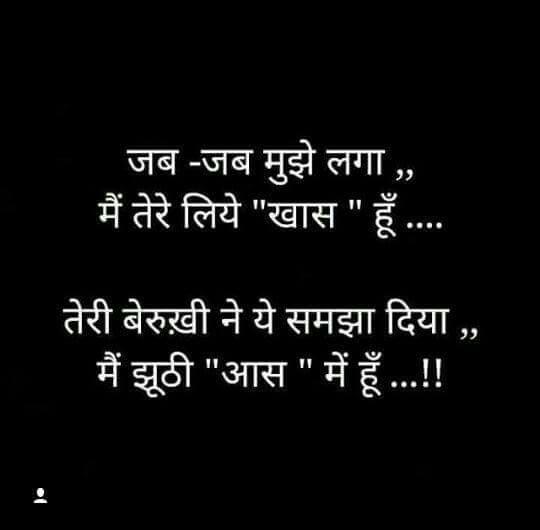 जब -जब मुझे लगा ,,
मैं तेरे लिये "खास " हूँ ....
तेरी बेरुख़ी ने ये समझा दिया ,,
मैं झूठी "आस " में हूँ ...!!